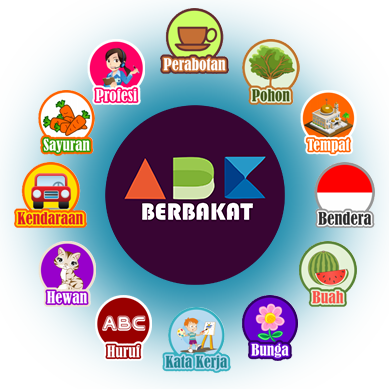 Perabotan
Pohon
Tempat
Bendera
Buah
Bunga
Kata Kerja
ABC
Huruf
Hewan
Kendaraan
Sayuran
Profesi
ABK
BERBAKAT